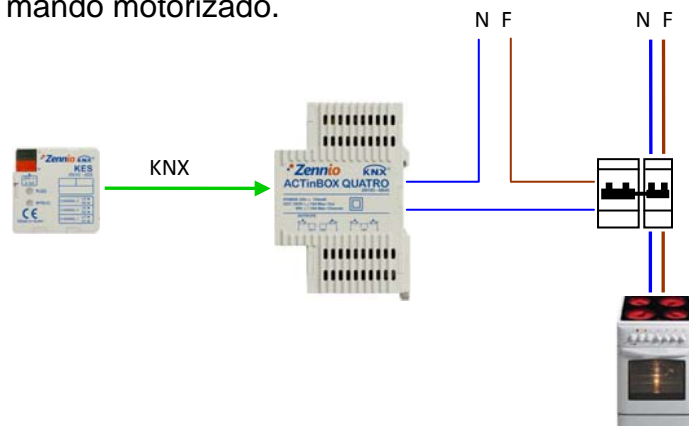 mando motorizado.
N F
N F
KNX
Zennio KNX
KES
Zennio KNX
ACTinBOX QUATRO
CE